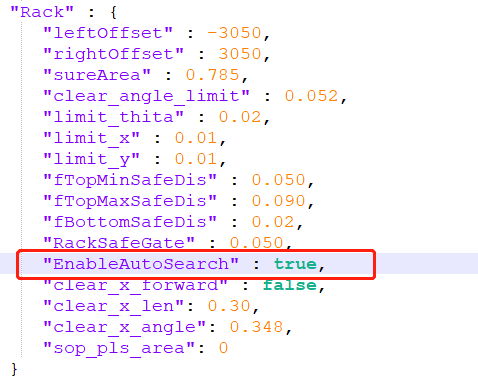 "Rack" : {
"leftOffset" : -3050,
"rightOffset" : 3050,
"sureArea" : 0.785,
"clear_angle_limit" : 0.052,
"limit_thita" : 0.02,
"limit_x" : 0.01,
"limit_y" : 0.01,
"fTopMinSafeDis" : 0.050,
"fTopMaxSafeDis" : 0.090,
"fBottomSafeDis" : 0.02,
"RackSafeGate" : 0.050,
"EnableAutoSearch" : true,
"clear_x_forward" : false,
"clear_x_len": 0.30,
"clear_x_angle": 0.348,
"sop_pls_area": 0
}